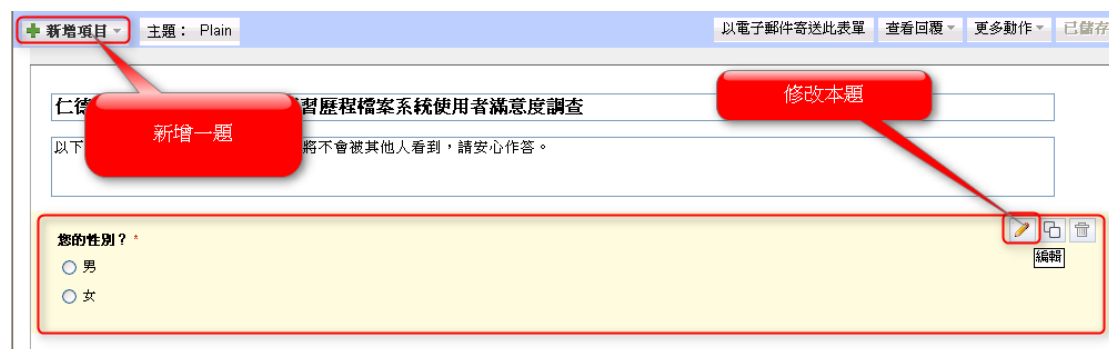 新增項目 主題： Plain 以電子郵件寄送此表單 查看回覆 更多動作 已儲存
修改本題
仁德 習歷程檔案系統使用者滿意度調查
新增一題
以下 將不會被其他人看到，請安心作答。
您的性別？ *
編輯
男
女